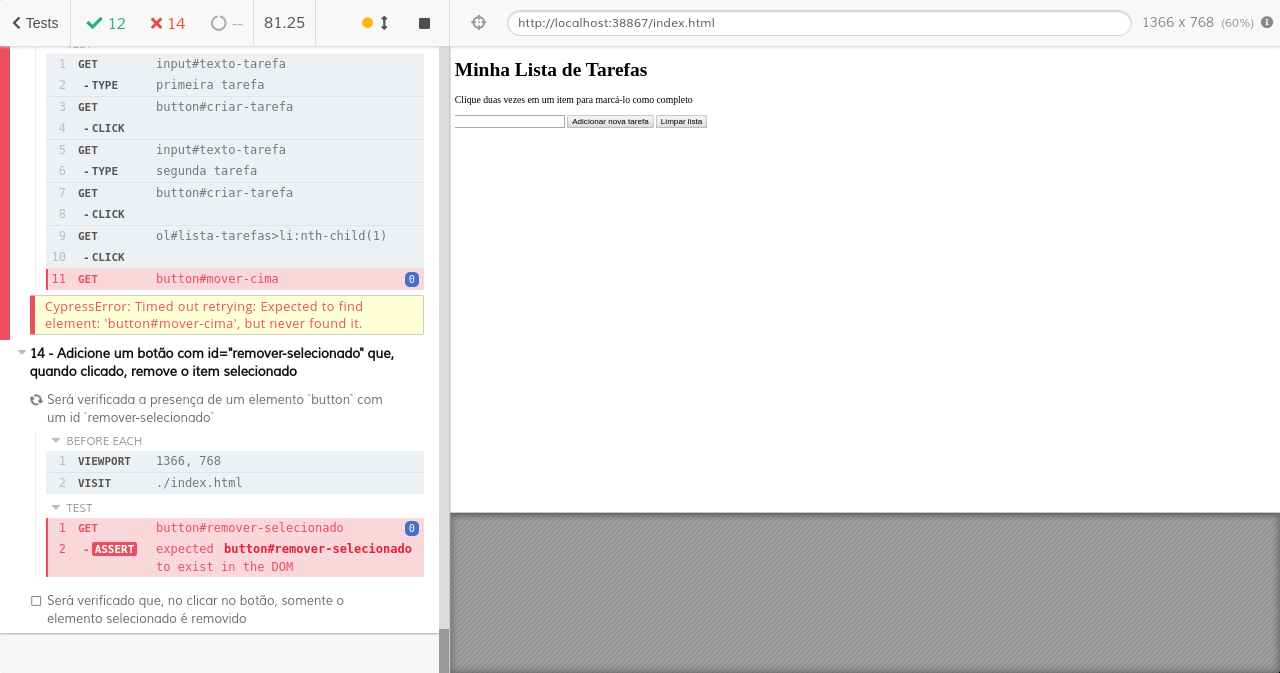 Tests 12 14 -- 81.25
http://localhost:38867/index.html 1366 x 768 (60%)
TEST
1 GET input#texto-tarefa
2 - TYPE primeira tarefa
3 GET button#criar-tarefa
4 - CLICK
5 GET input#texto-tarefa
6 - TYPE segunda tarefa
7 GET button#criar-tarefa
8 - CLICK
9 GET ol#lista-tarefas>li:nth-child(1)
10 - CLICK
11 GET button#mover-cima 0
CypressError: Timed out retrying: Expected to find
element: 'button#mover-cima', but never found it.
14 - Adicione um botão com id="remover-selecionado" que,
quando clicado, remove o item selecionado
Será verificada a presença de um elemento `button` com
um id `remover-selecionado`
BEFORE EACH
1 VIEWPORT 1366, 768
2 VISIT ./index.html
TEST
1 GET button#remover-selecionado 0
2 - ASSERT expected button#remover-selecionado
to exist in the DOM
Será verificado que, no clicar no botão, somente o
elemento selecionado é removido
Minha Lista de Tarefas
Clique duas vezes em um item para marcá-lo como completo
Adicionar nova tarefa Limpar lista